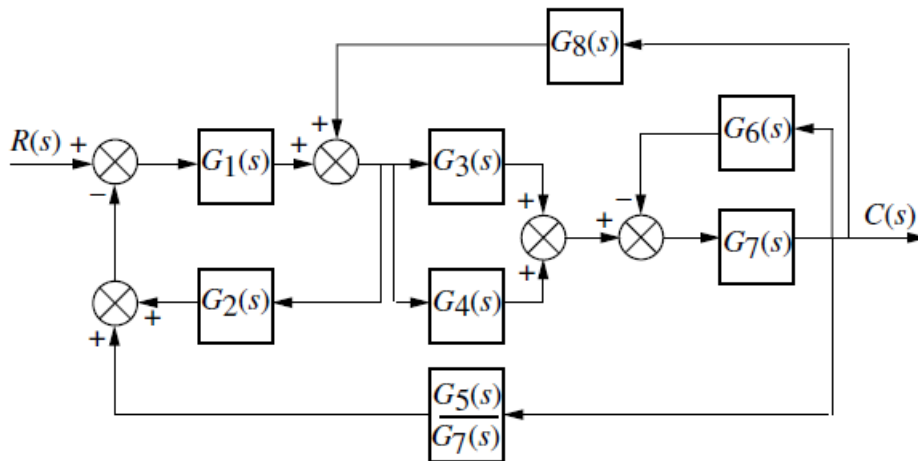 G8(s)
G6(s)
R(s)
+
−
G1(s)
+
+
G3(s)
+
+
+
−
G7(s)
C(s)
+
+
G2(s)
G4(s)
G5(s)
G7(s)